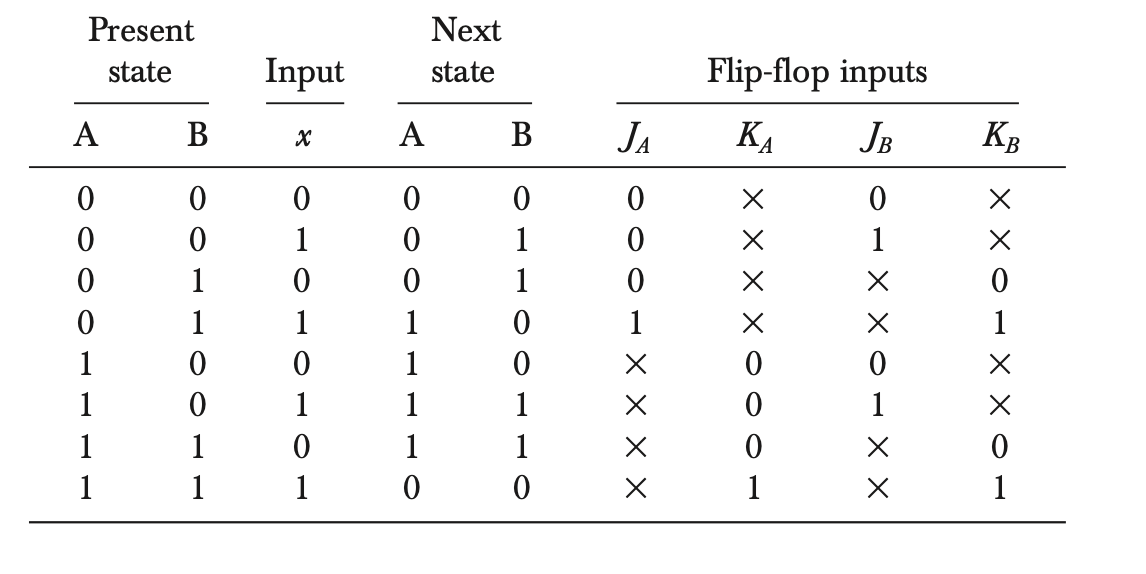 Present Next
state Input state Flip-flop inputs
A B x A B J_A K_A J_B K_B
0 0 0 0 0 0 × 0 ×
0 0 1 0 1 0 × 1 ×
0 1 0 0 1 0 × × 0
0 1 1 1 0 1 × × 1
1 0 0 1 0 × 0 0 ×
1 0 1 1 1 × 0 1 ×
1 1 0 1 1 × 0 × 0
1 1 1 0 0 × 1 × 1